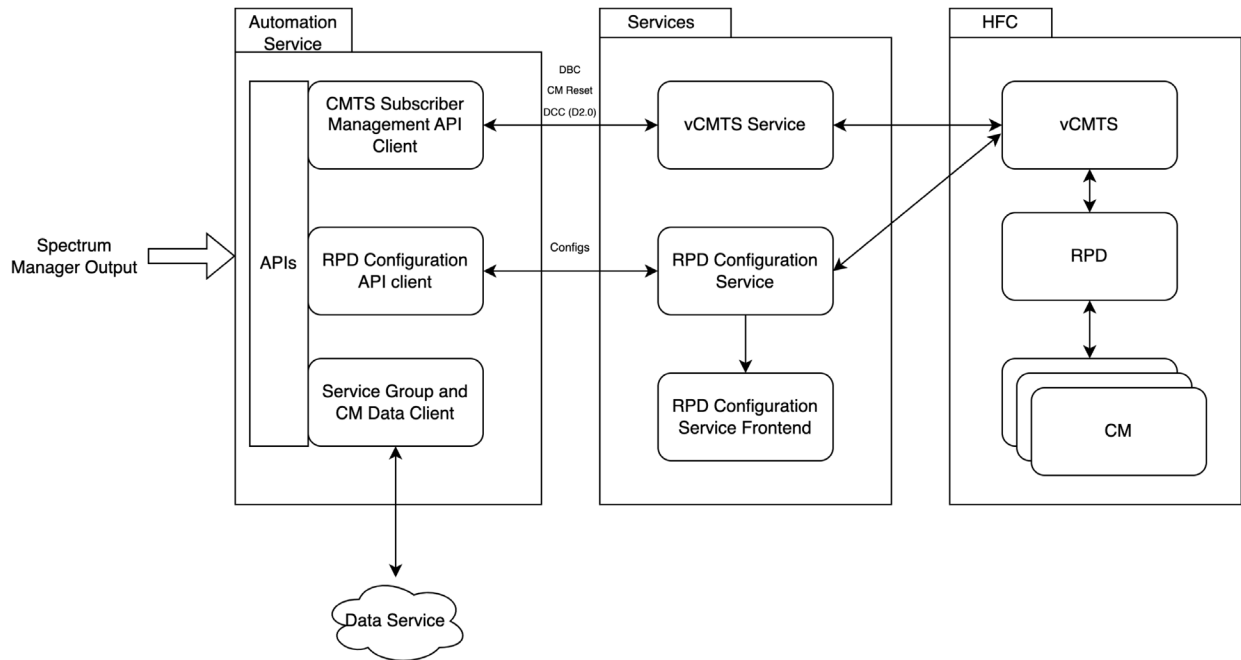 Automation
Service
Services
HFC
DBC
CM Reset
DCC (D2.0)
CMTS Subscriber
Management API
Client
vCMTS Service
vCMTS
Spectrum
Manager Output
APIs
RPD Configuration
API client
Configs
RPD Configuration
Service
RPD
Service Group and
CM Data Client
RPD Configuration
Service Frontend
CM
Data Service